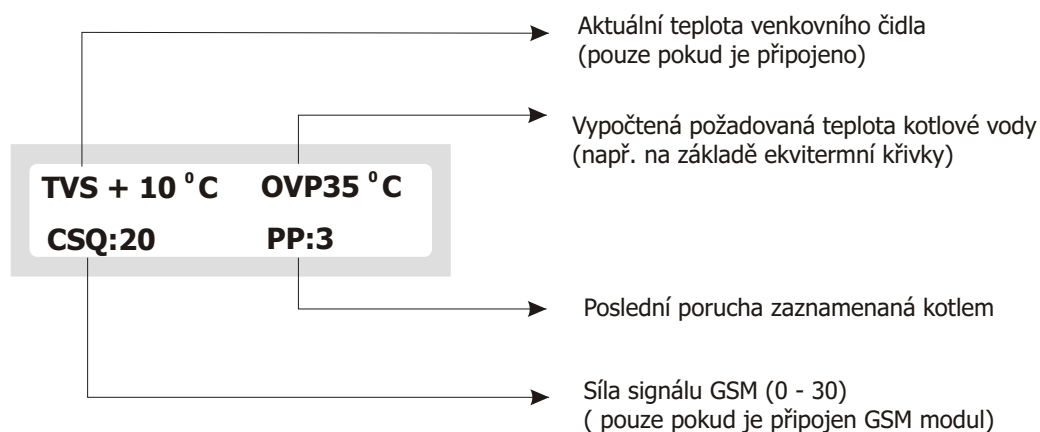 Aktuální teplota venkovního čidla
(pouze pokud je připojeno)
Vypočtená požadovaná teplota kotlové vody
(např. na základě ekvitermní křivky)
TVS + 10 ⁰C OVP35 ⁰C
CSQ:20 PP:3
Poslední porucha zaznamenaná kotlem
Síla signálu GSM (0 - 30)
( pouze pokud je připojen GSM modul)